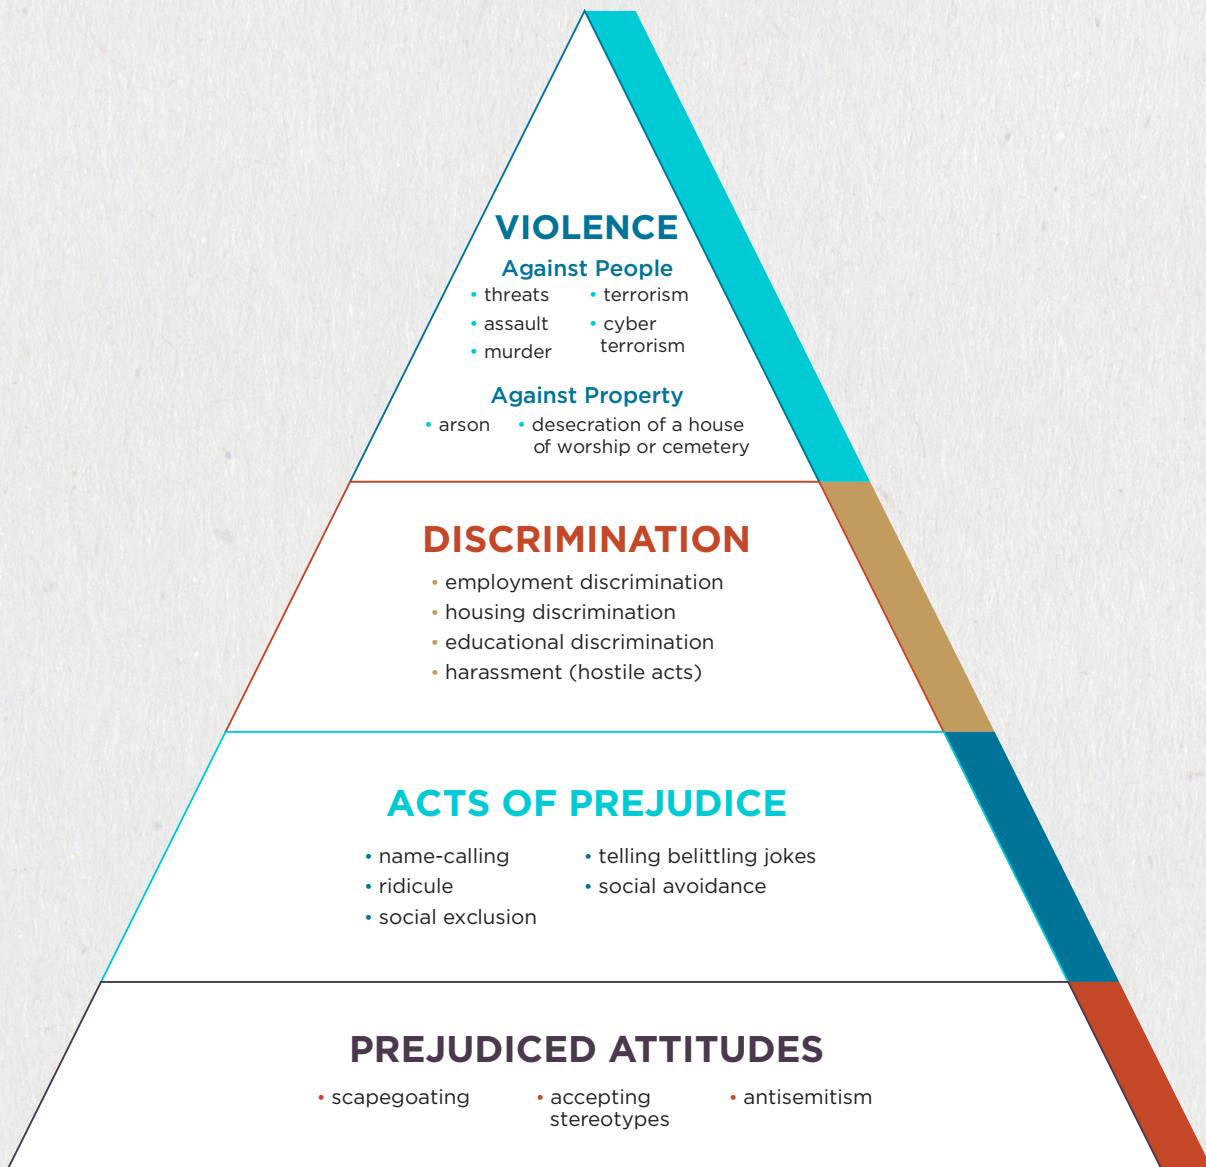 VIOLENCE
Against People
• threats
• assault
• murder
• terrorism
• cyber
terrorism
Against Property
• arson
• desecration of a house
of worship or cemetery
DISCRIMINATION
• employment discrimination
• housing discrimination
• educational discrimination
• harassment (hostile acts)
ACTS OF PREJUDICE
• name-calling
• ridicule
• social exclusion
• telling belittling jokes
• social avoidance
PREJUDICED ATTITUDES
• scapegoating
• accepting
stereotypes
• antisemitism